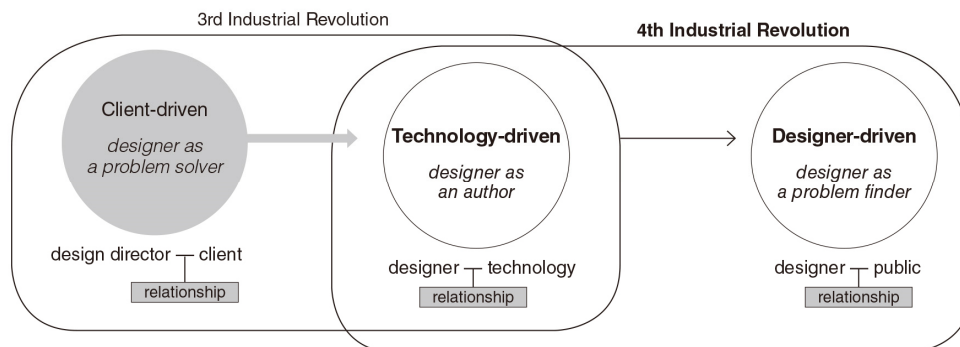 3rd Industrial Revolution
4th Industrial Revolution
Client-driven
designer as
a problem solver
design director
client
relationship
Technology-driven
designer as
an author
designer
technology
relationship
Designer-driven
designer as
a problem finder
designer
public
relationship